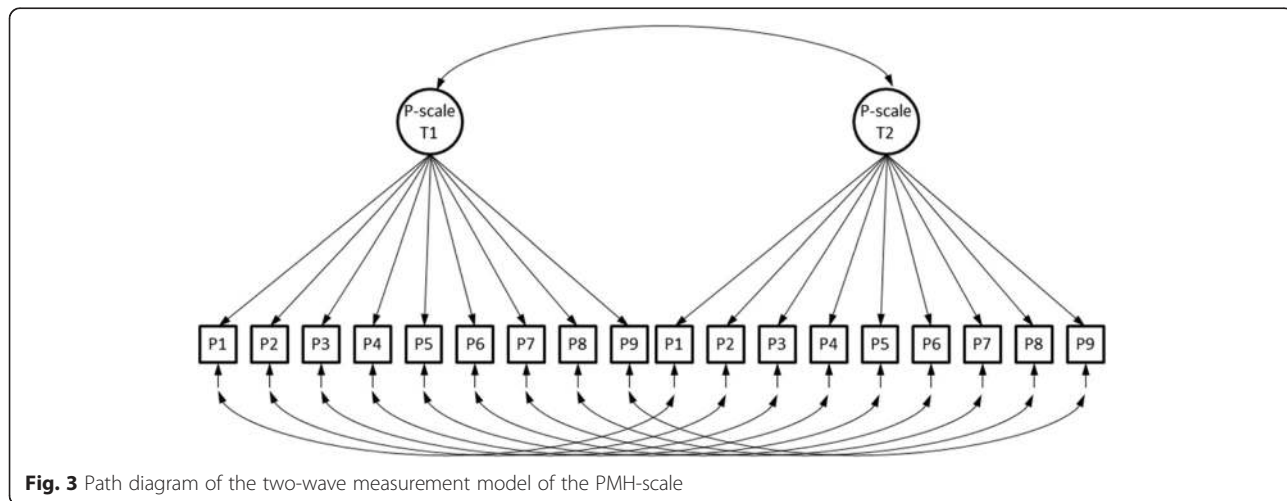 P-scale
T1
P-scale
T2
P1 P2 P3 P4 P5 P6 P7 P8 P9 P1 P2 P3 P4 P5 P6 P7 P8 P9
Fig. 3 Path diagram of the two-wave measurement model of the PMH-scale